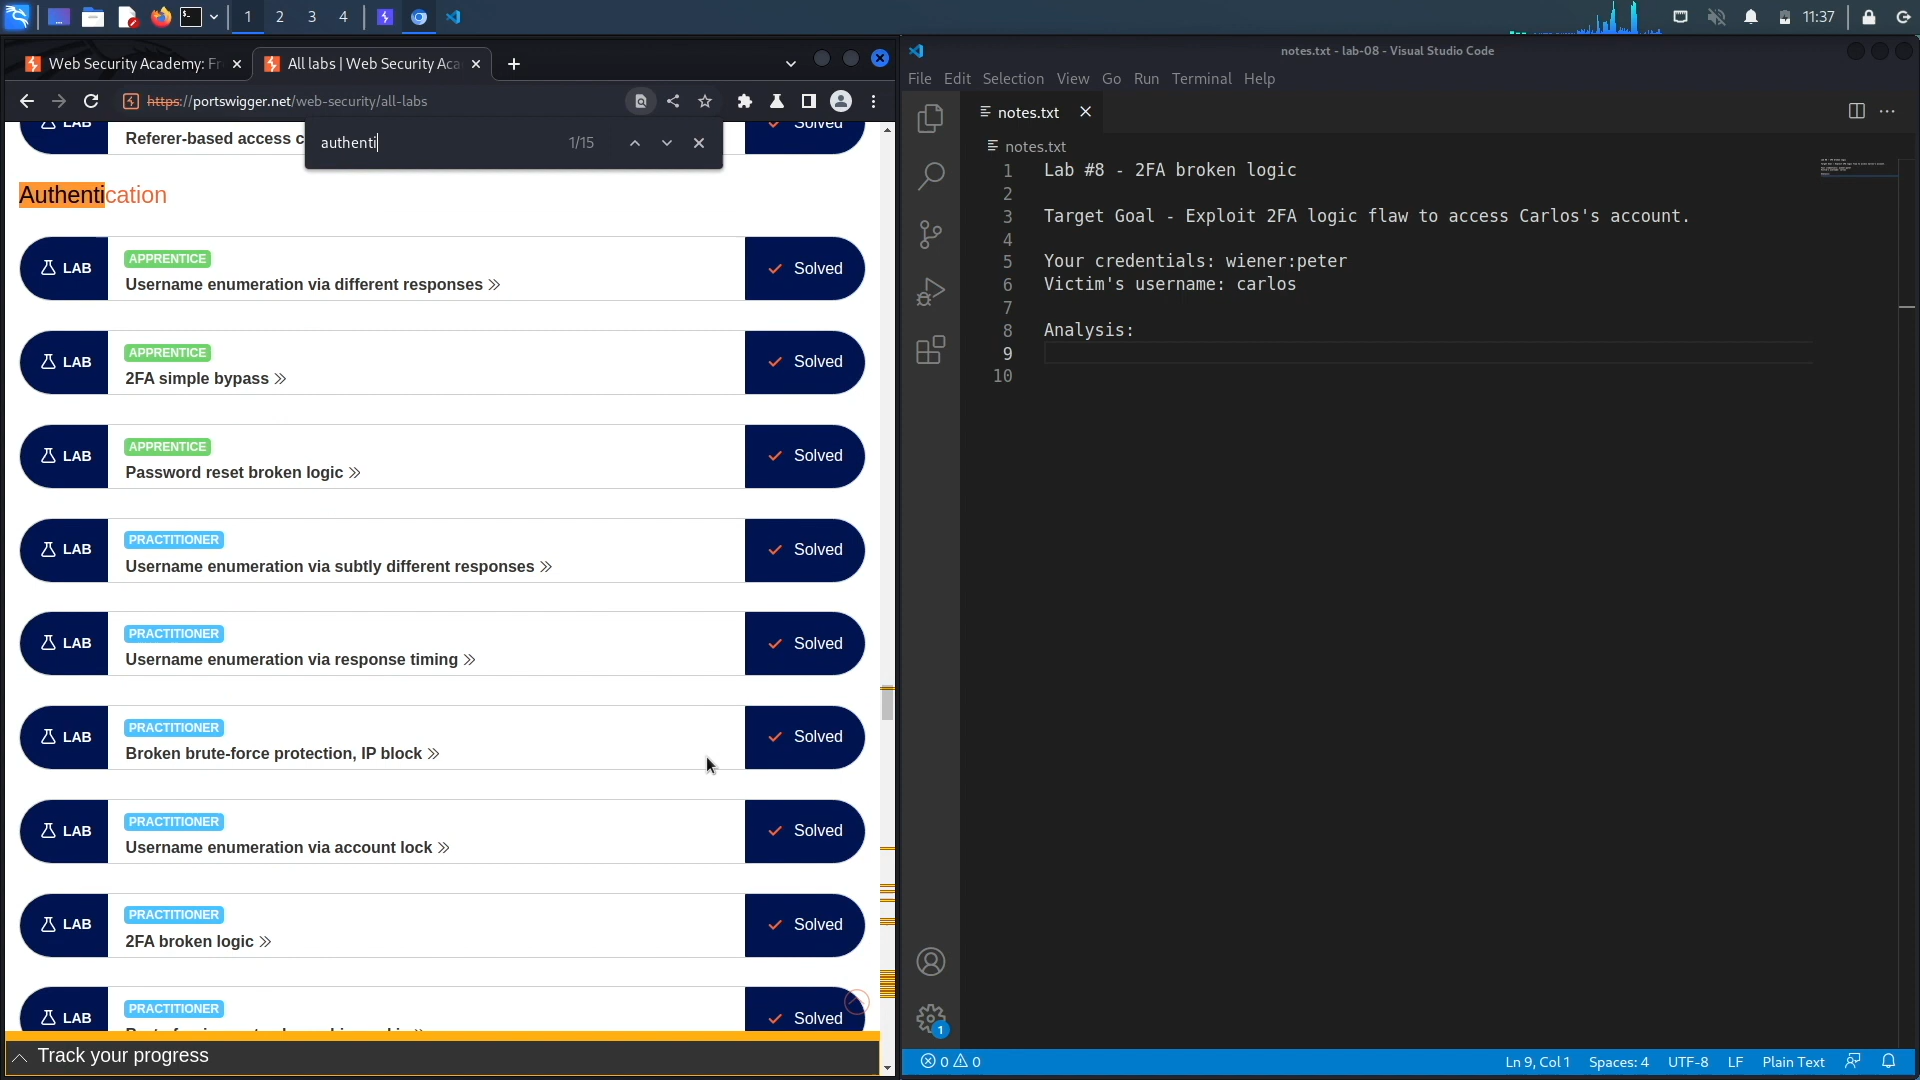 1
2
3
4
11:37
Web Security Academy: Fr
All labs | Web Security Aca
https://portswigger.net/web-security/all-labs
authenti
1/15
LAB
Referer-based access c
Solved
Authentication
LAB
APPRENTICE
Username enumeration via different responses
Solved
LAB
APPRENTICE
2FA simple bypass
Solved
LAB
APPRENTICE
Password reset broken logic
Solved
LAB
PRACTITIONER
Username enumeration via subtly different responses
Solved
LAB
PRACTITIONER
Username enumeration via response timing
Solved
LAB
PRACTITIONER
Broken brute-force protection, IP block
Solved
LAB
PRACTITIONER
Username enumeration via account lock
Solved
LAB
PRACTITIONER
2FA broken logic
Solved
LAB
PRACTITIONER
Solved
Track your progress
notes.txt - lab-08 - Visual Studio Code
File Edit Selection View Go Run Terminal Help
notes.txt
notes.txt
1 Lab #8 - 2FA broken logic
2
3 Target Goal - Exploit 2FA logic flaw to access Carlos's account.
4
5 Your credentials: wiener:peter
6 Victim's username: carlos
7
8 Analysis:
9
10
1
0 0
Ln 9, Col 1 Spaces: 4 UTF-8 LF Plain Text